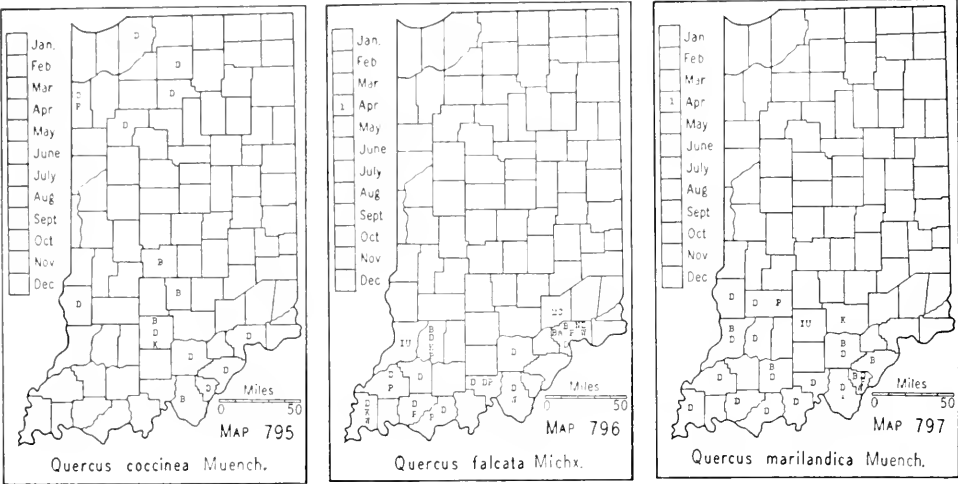 Jan.
Feb
Mar
Apr
May
June
July
Aug
Sept
Oct
Nov
Dec
D
D
D
P
D
D
B
D
B
B
D
K
D
D
D
D
B
Miles
0 50
MAP 795
Quercus coccinea Muench.
Jan.
Feb
Mar
1 Apr
May
June
July
Aug
Sept
Oct
Nov
Dec
IU
B
D
D
D
P
D
D DP
D
D
P
D
P
Miles
0 50
MAP 796
Quercus falcata Michx.
Jan
Feb
Mar
1 Apr
May
June
July
Aug
Sept
Oct
Nov
Dec
D
D P
B
D
D
IU
K
B
D
B
D
B
D
D
B
D
D
D
D
D
Miles
0 50
MAP 797
Quercus marilandica Muench.